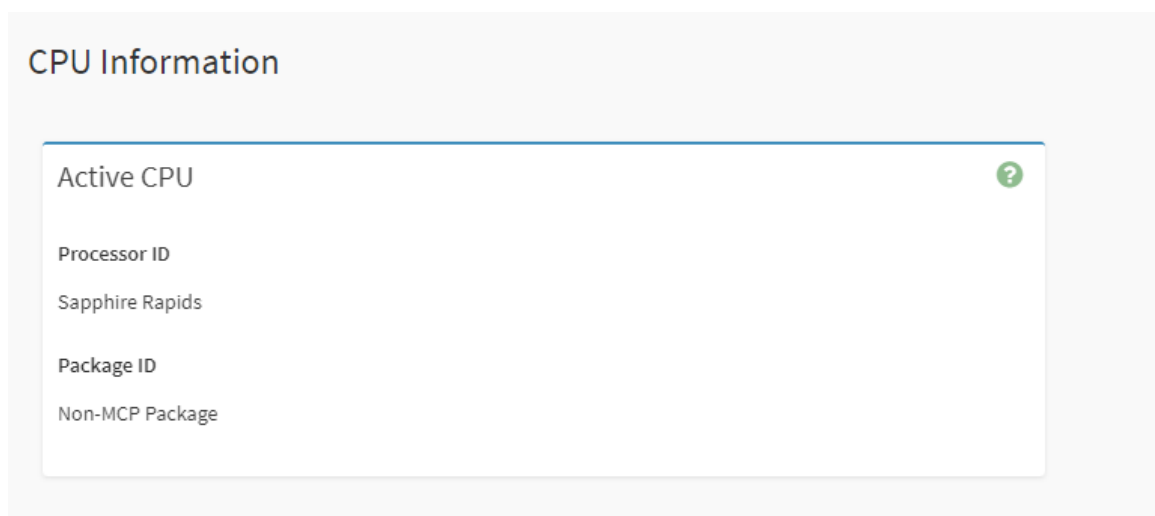 CPU Information
Active CPU
?
Processor ID
Sapphire Rapids
Package ID
Non-MCP Package